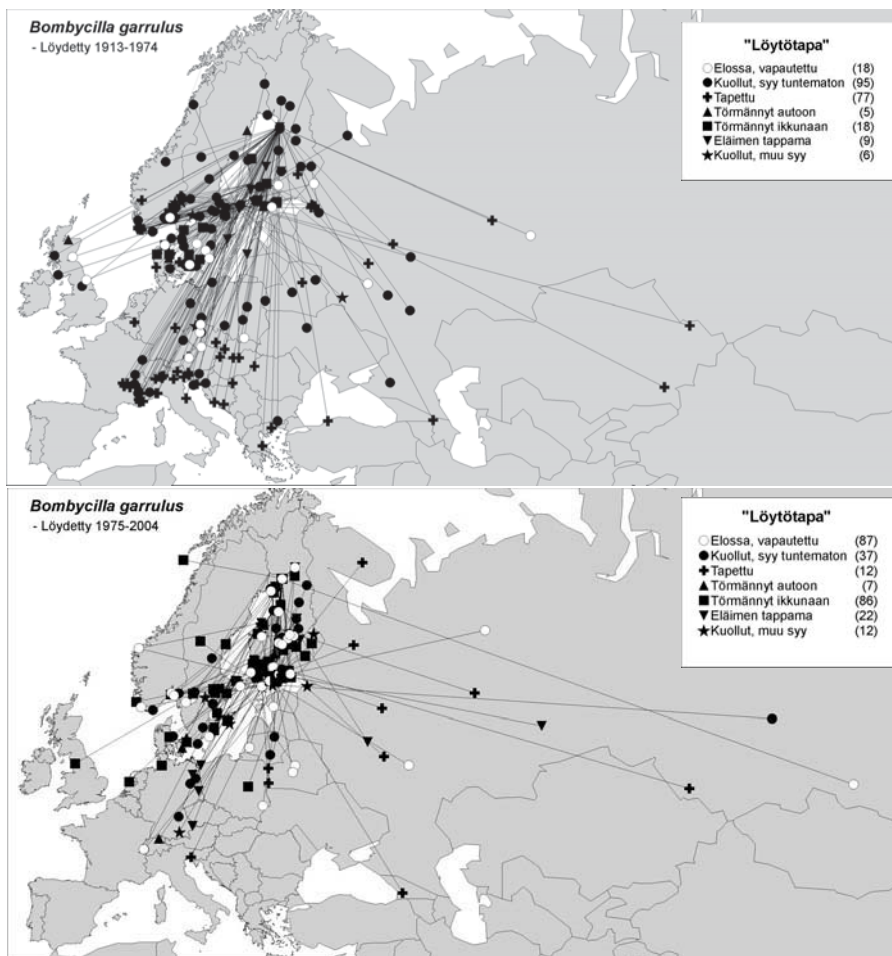 Bombycilla garrulus
- Löydetty 1913-1974
"Löytötapa"
Elossa, vapautettu (18)
Kuollut, syy tuntematon (95)
Tapettu (77)
Törmännyt autoon (5)
Törmännyt ikkunaan (18)
Eläimen tappama (9)
Kuollut, muu syy (6)
Bombycilla garrulus
- Löydetty 1975-2004
"Löytötapa"
Elossa, vapautettu (87)
Kuollut, syy tuntematon (37)
Tapettu (12)
Törmännyt autoon (7)
Törmännyt ikkunaan (86)
Eläimen tappama (22)
Kuollut, muu syy (12)